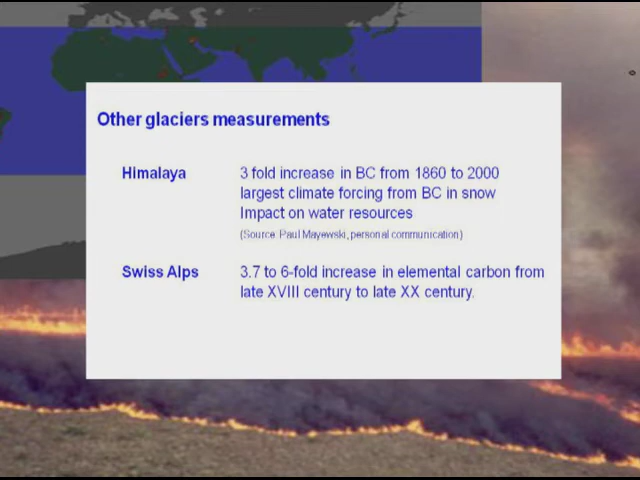 Other glaciers measurements
Himalaya
3 fold increase in BC from 1860 to 2000
largest climate forcing from BC in snow
Impact on water resources
(Source: Paul Mayewski, personal communication)
Swiss Alps
3.7 to 6-fold increase in elemental carbon from
late XVIII century to late XX century.